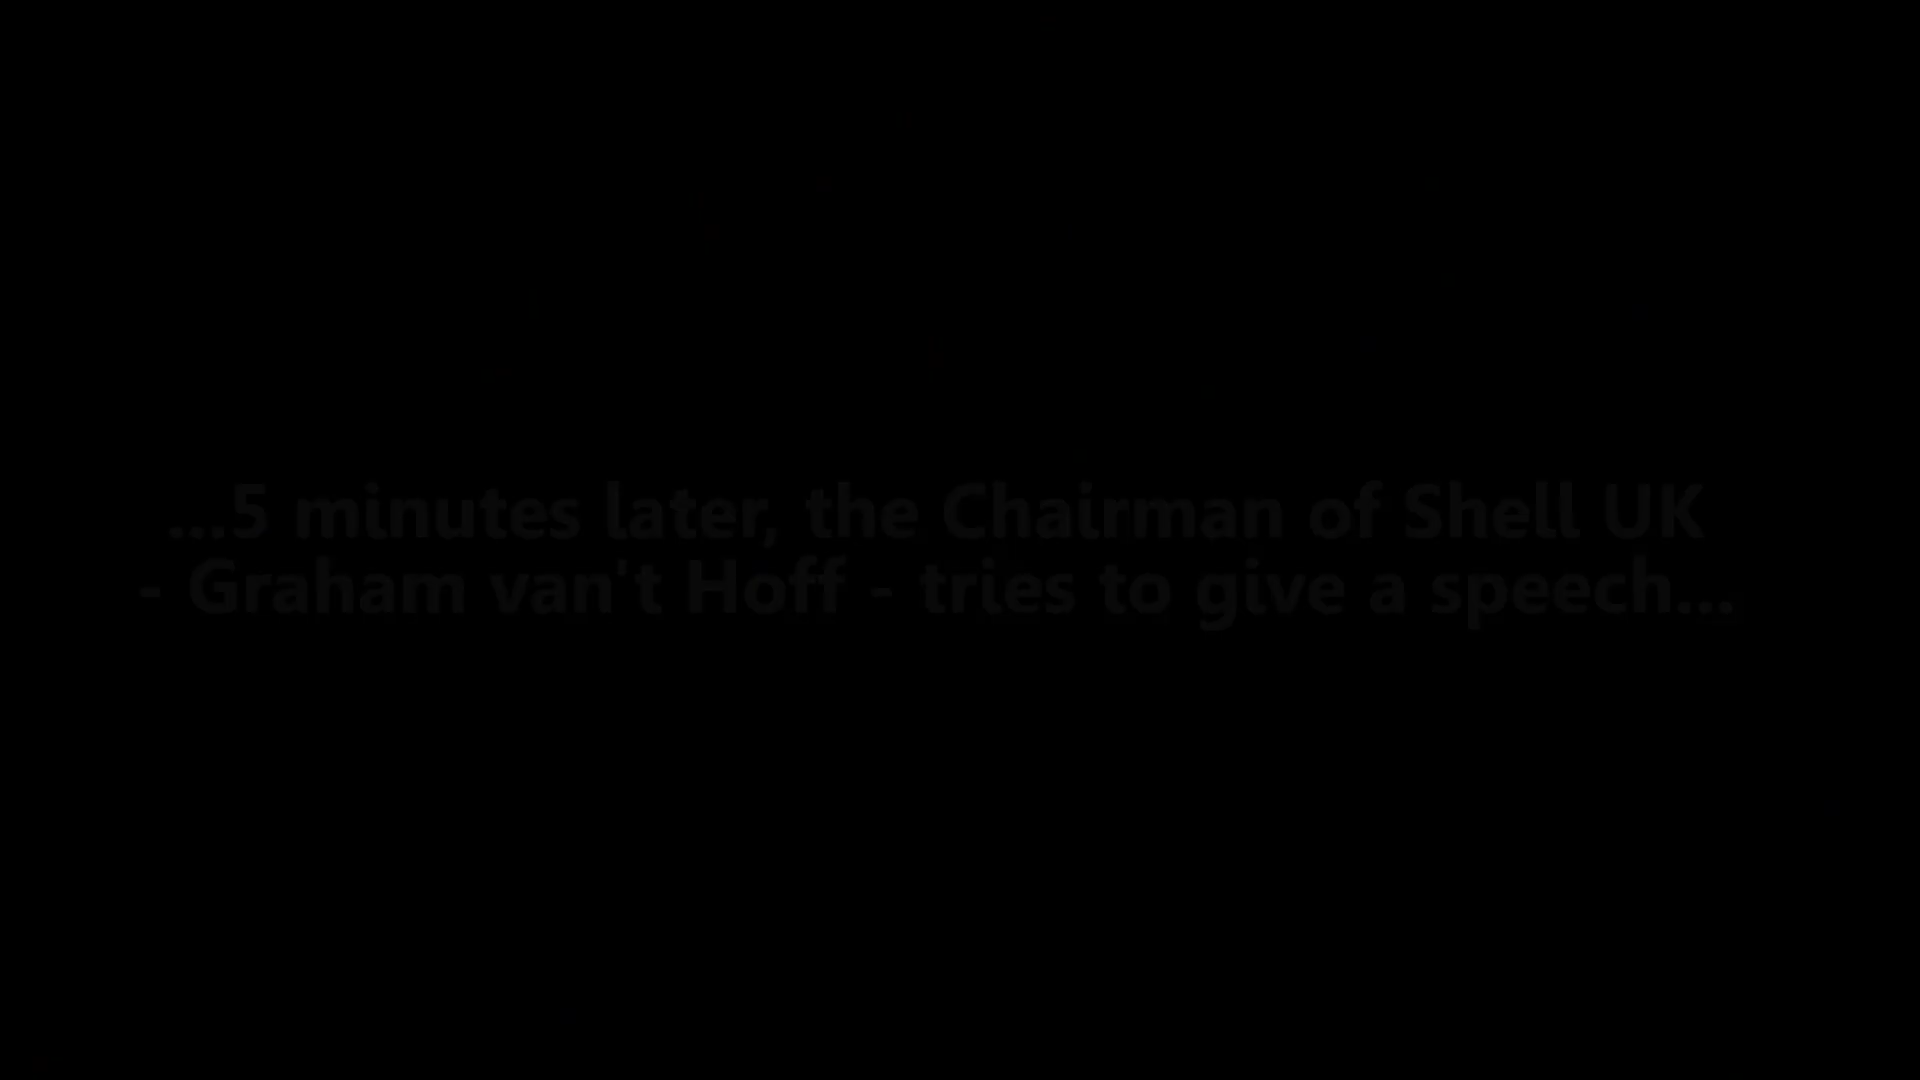 ...5 minutes later, the Chairman of Shell UK
- Graham van't Hoff - tries to give a speech...